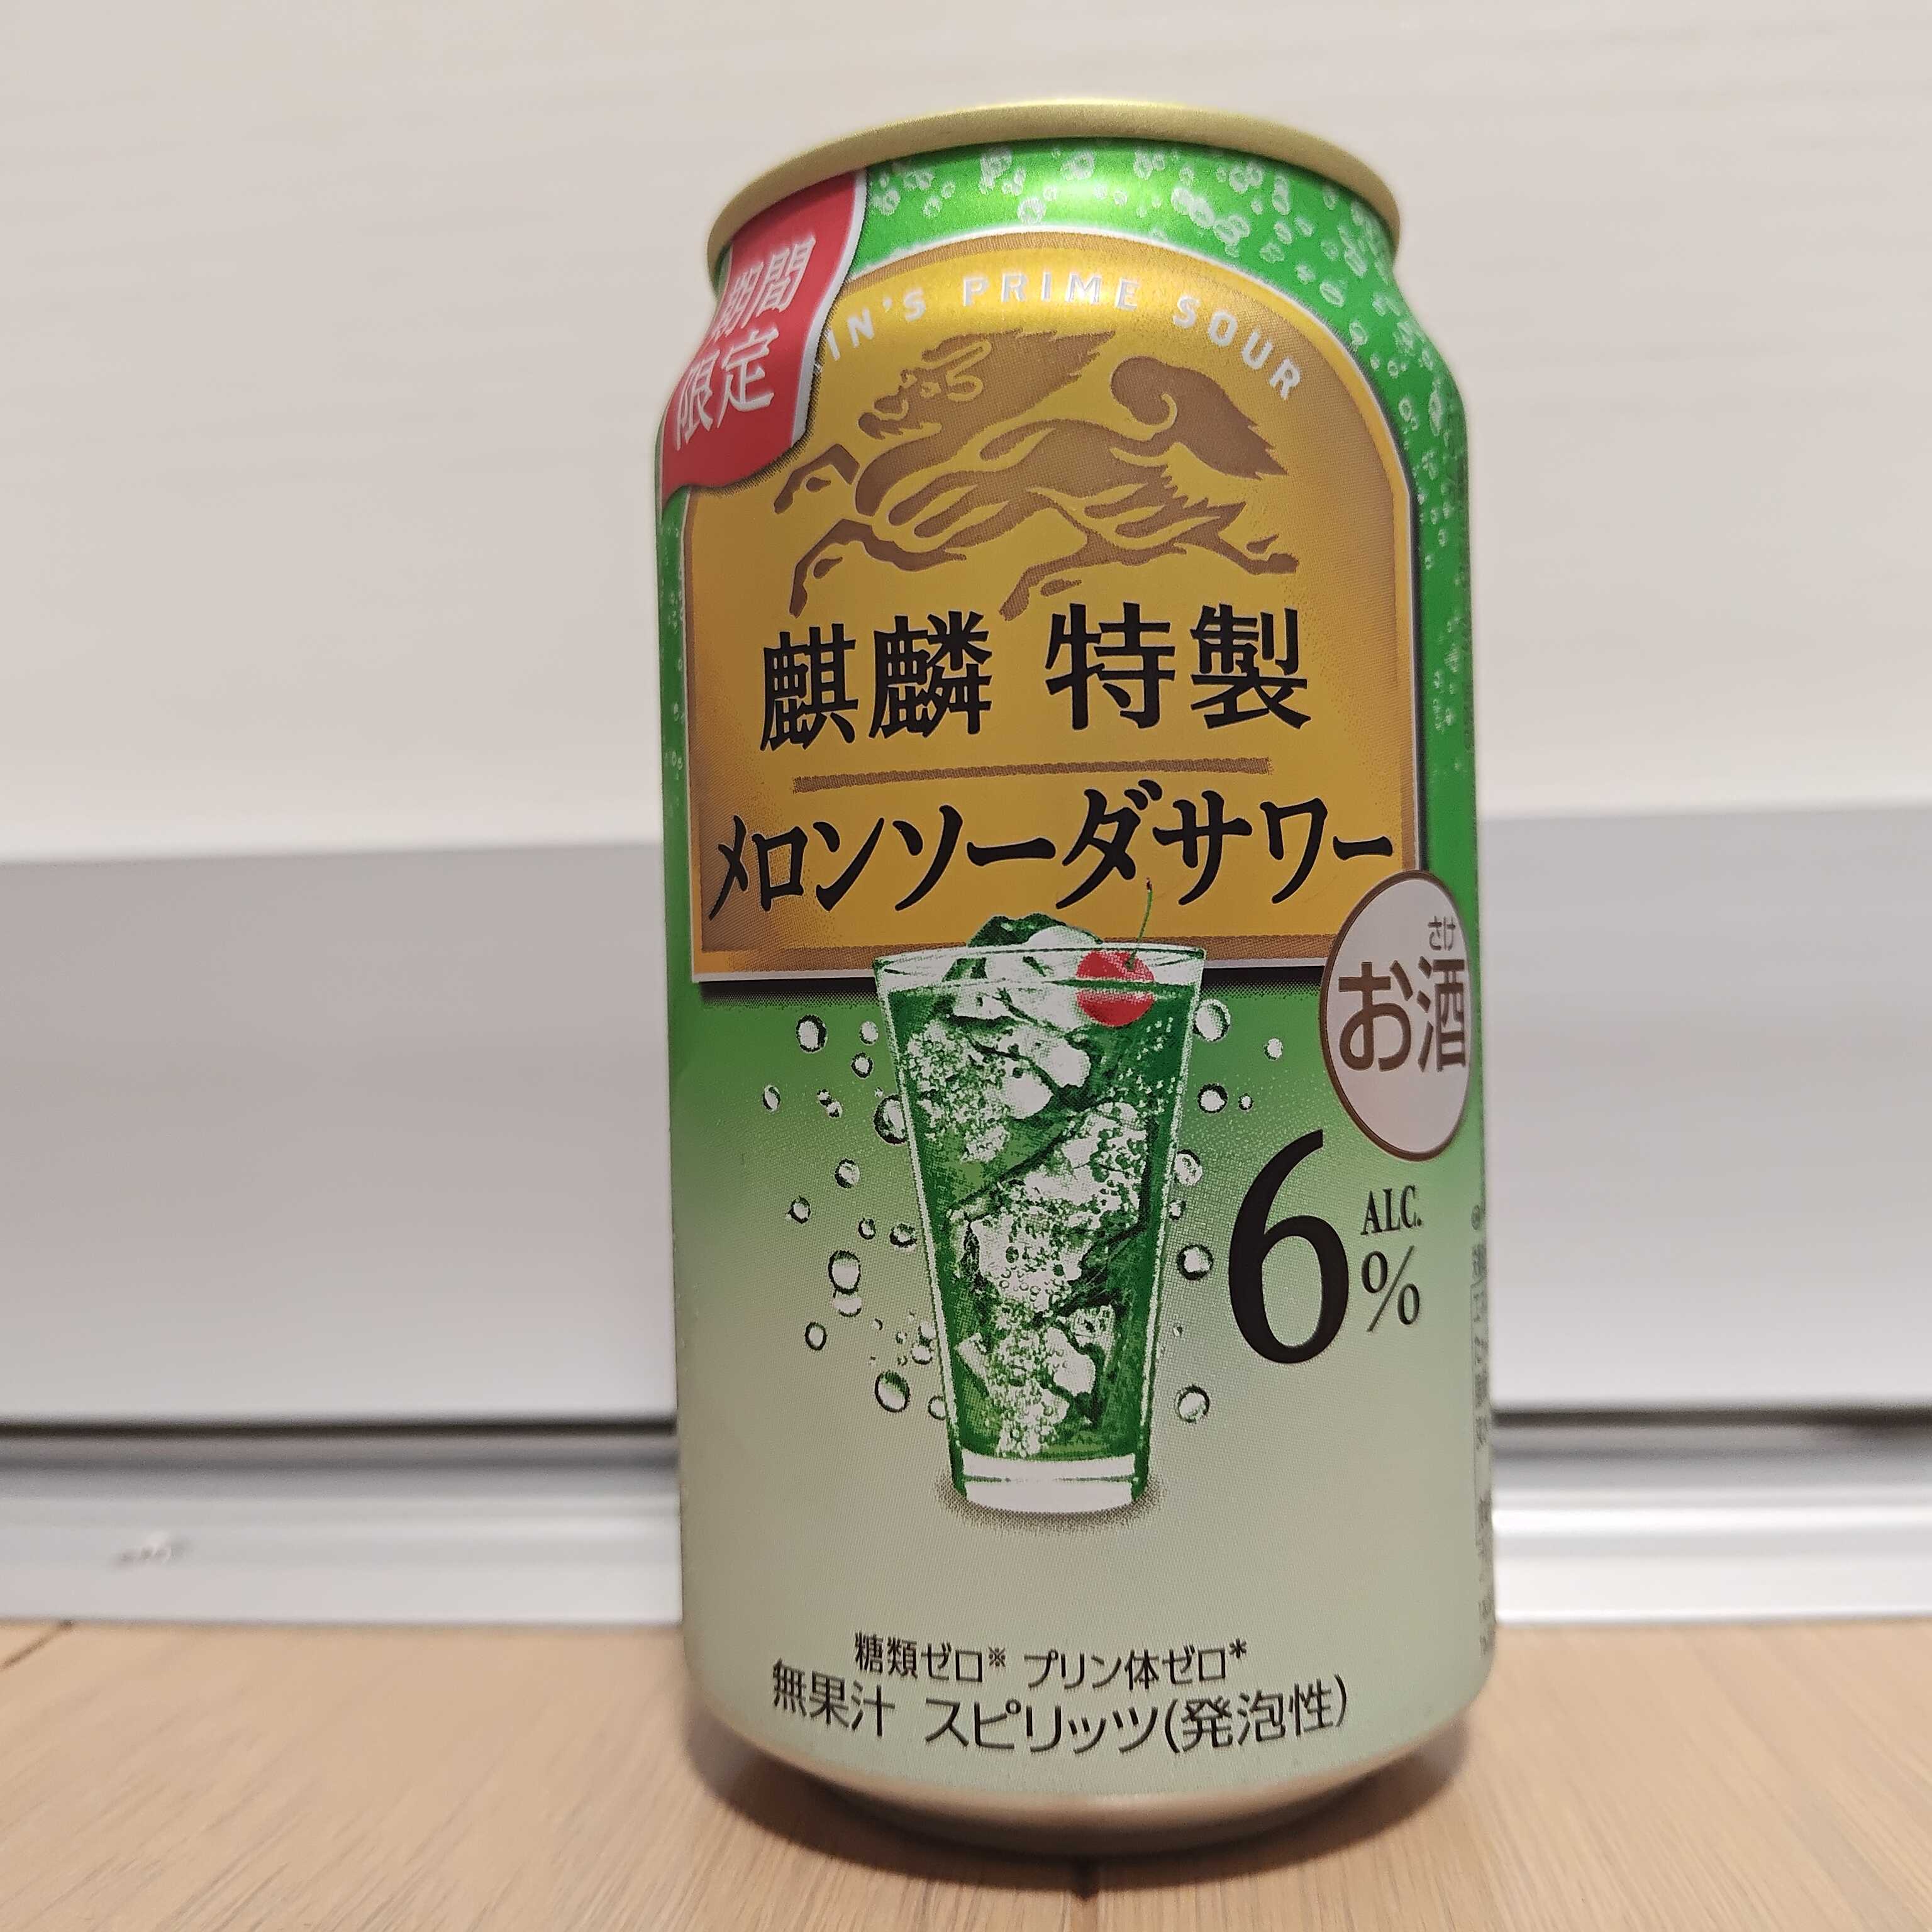 期間
限定
IN'S PRIME SOUR
麒麟 特製
メロンソーダサワー
さけ
お酒
6 ALC.
%
糖類ゼロ※ プリン体ゼロ*
無果汁 スピリッツ(発泡性)